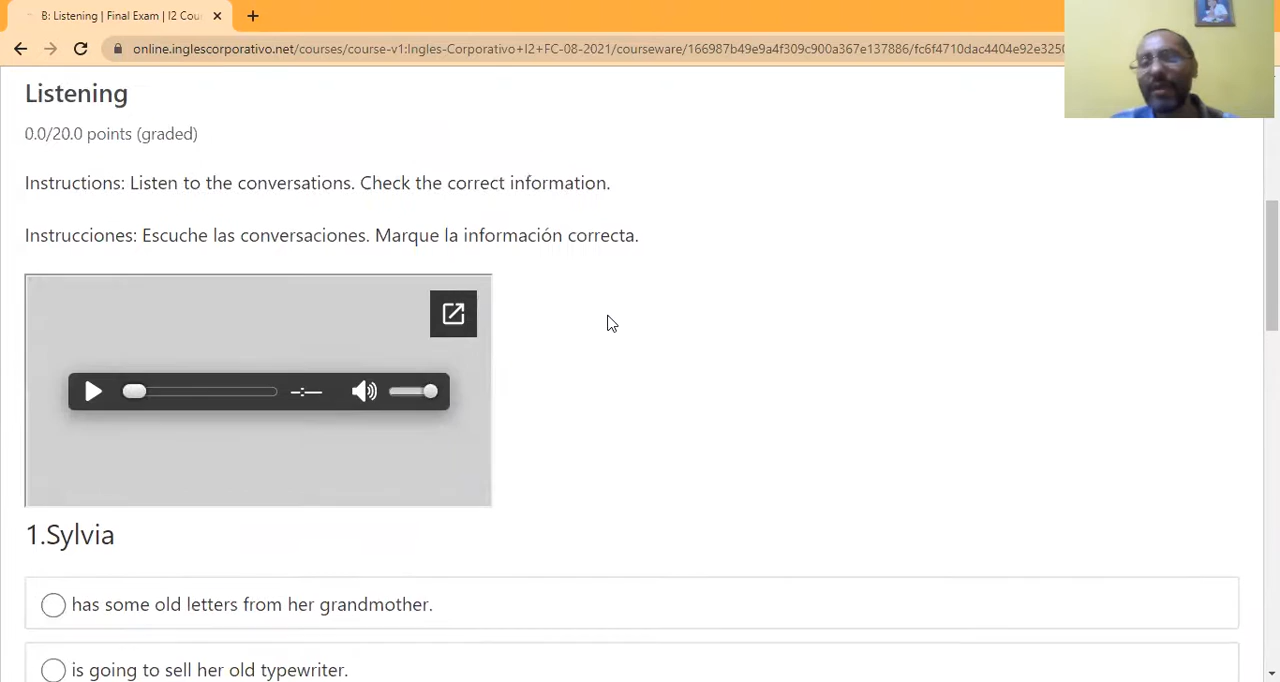 B: Listening | Final Exam | I2 Cou
online.inglescorporativo.net/courses/course-v1:Ingles-Corporativo+I2+FC-08-2021/courseware/166987b49e9a4f309c900a367e137886/fc6f4710dac4404e92e3250
Listening
0.0/20.0 points (graded)
Instructions: Listen to the conversations. Check the correct information.
Instrucciones: Escuche las conversaciones. Marque la información correcta.
-:--
1.Sylvia
has some old letters from her grandmother.
is going to sell her old typewriter.